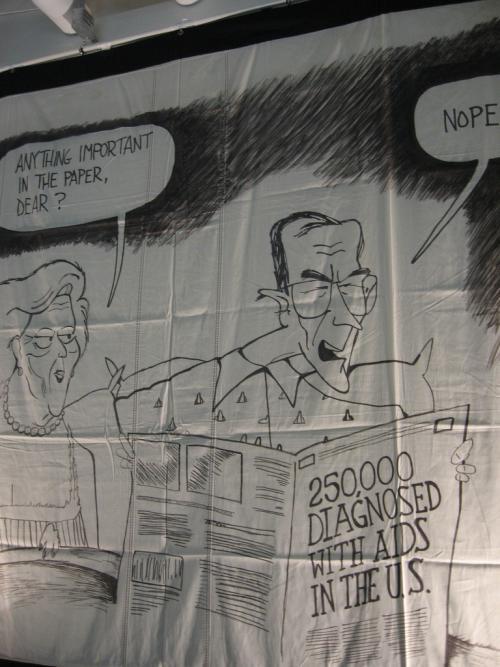 ANYTHING IMPORTANT
IN THE PAPER,
DEAR ?
NOPE
250,000
DIAGNOSED
WITH AIDS
IN THE U.S.